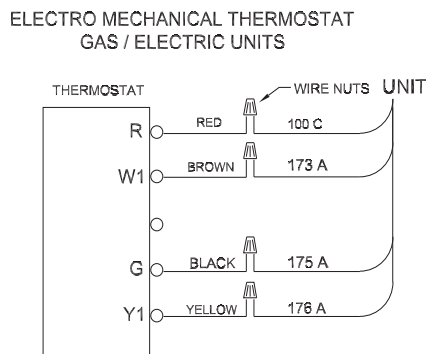 ELECTRO MECHANICAL THERMOSTAT
GAS / ELECTRIC UNITS
THERMOSTAT
WIRE NUTS
UNIT
R RED 100 C
W1 BROWN 173 A
G BLACK 175 A
Y1 YELLOW 176 A